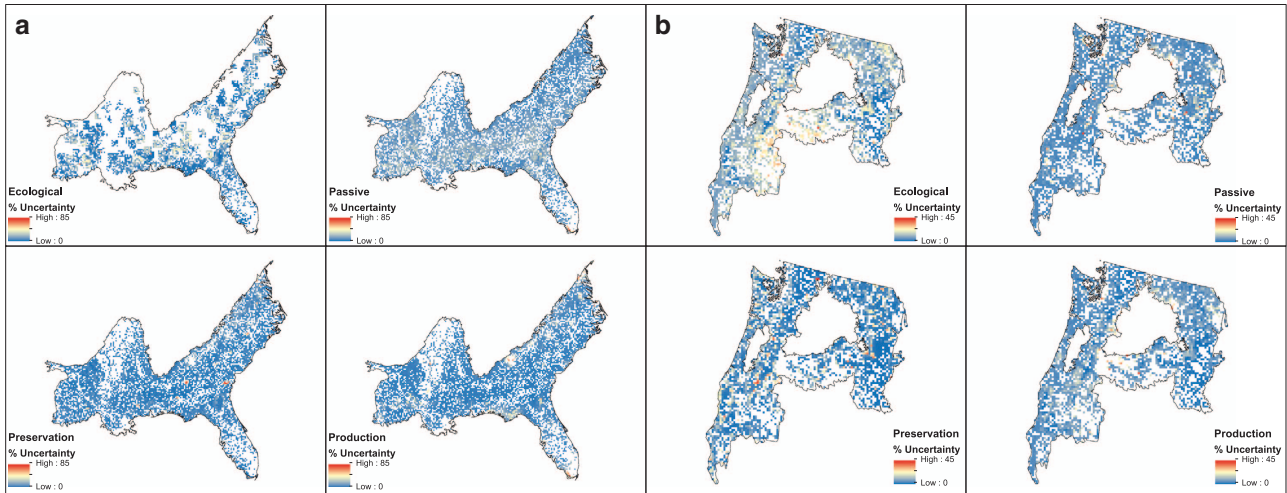 a
Ecological
% Uncertainty
High : 85
Low : 0
Passive
% Uncertainty
High : 85
Low : 0
Preservation
% Uncertainty
High : 85
Low : 0
Production
% Uncertainty
High : 85
Low : 0
b
Ecological
% Uncertainty
High : 45
Low : 0
Passive
% Uncertainty
High : 45
Low : 0
Preservation
% Uncertainty
High : 45
Low : 0
Production
% Uncertainty
High : 45
Low : 0